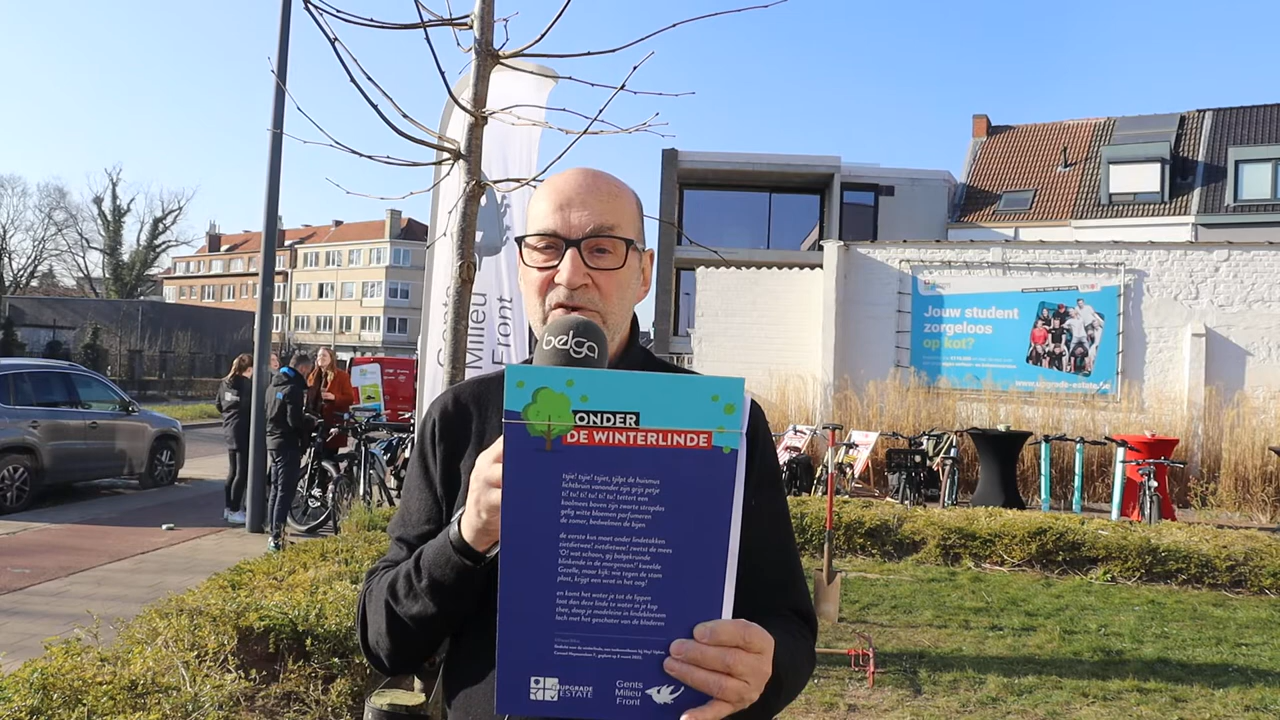 Gents
Milieu
Front
belga
ONDER
DE WINTERLINDE
tsjie! tsjie! tsjiet, tjilpt de huismus
lichtbruin vanonder zijn grijs petje
ti! tu! ti! tu! ti! tu! tettert een
koolmees boven zijn zwarte strapdas
gelig witte bloemen parfumeren
de zomer, bedwelmen de bijen
de eerste kus moet onder lindetakken
zietdietwee! zietdietwee! zwetst de mees
'O! wat schoon, gij bolgekruinde
blinkende in de morgenzon!' kweelde
Gezelle, maar kijk: wie tegen de stam
plast, krijgt een wrat in het oog!
en komt het water je tot de lippen
laat dan deze linde te water in je kop
thee, doop je madeleine in lindebloesem
lach met het geschater van de bladeren
UPGRADE
ESTATE
Gents
Milieu
Front
Jouw student
zorgeloos
op kot?
www.upgrade-estate.be